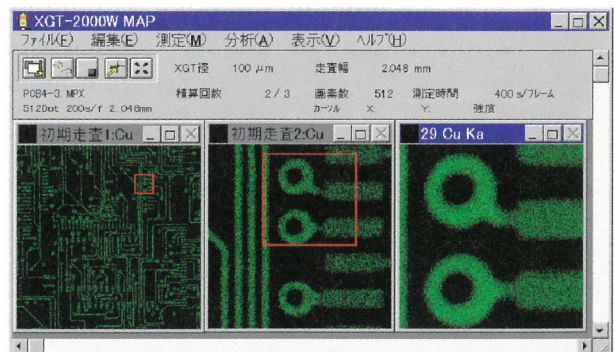 XGT-2000W MAP
ファイル(F) 編集(E) 測定(M) 分析(A) 表示(V) ヘルプ(H)
XGT径 100 μm 走査幅 2.048 mm
PCB4-3.MPX 積算回数 2/3 画素数 512 測定時間 400 s/フレーム
512Dot 200s/f 2.048mm カーソル X: Y: 強度
初期走査1:Cu 初期走査2:Cu 29 Cu Ka